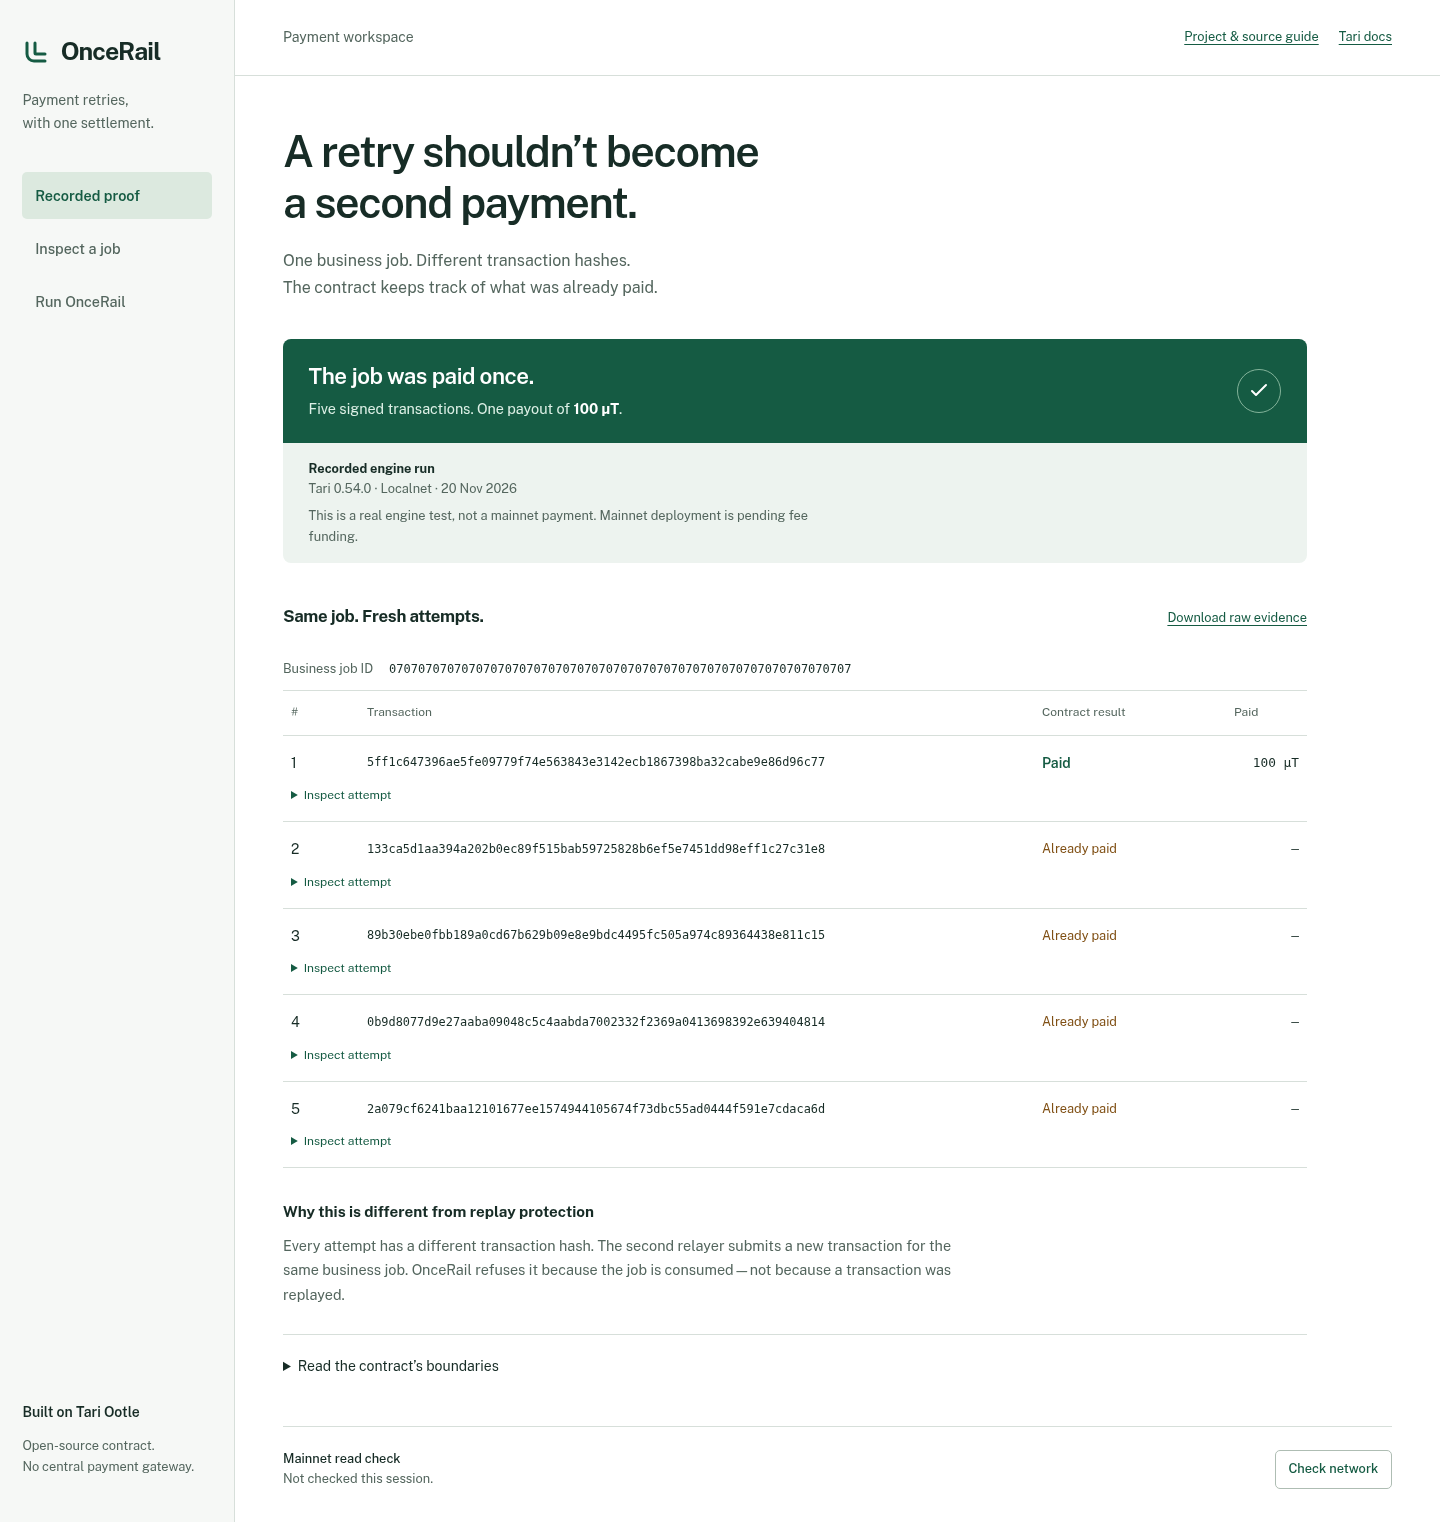 OnceRail
Payment retries,
with one settlement.
Recorded proof
Inspect a job
Run OnceRail
Built on Tari Ootle
Open-source contract.
No central payment gateway.
Payment workspace
Project & source guide
Tari docs
A retry shouldn’t become
a second payment.
One business job. Different transaction hashes.
The contract keeps track of what was already paid.
The job was paid once.
Five signed transactions. One payout of 100 µT.
Recorded engine run
Tari 0.54.0 · Localnet · 20 Nov 2026
This is a real engine test, not a mainnet payment. Mainnet deployment is pending fee
funding.
Same job. Fresh attempts.
Download raw evidence
Business job ID 0707070707070707070707070707070707070707070707070707070707070707
# Transaction Contract result Paid
1 5ff1c647396ae5fe09779f74e563843e3142ecb1867398ba32cabe9e86d96c77 Paid 100 µT
▶ Inspect attempt
2 133ca5d1aa394a202b0ec89f515bab59725828b6ef5e7451dd98eff1c27c31e8 Already paid –
▶ Inspect attempt
3 89b30ebe0fbb189a0cd67b629b09e8e9bdc4495fc505a974c89364438e811c15 Already paid –
▶ Inspect attempt
4 0b9d8077d9e27aaba09048c5c4aabda7002332f2369a0413698392e639404814 Already paid –
▶ Inspect attempt
5 2a079cf6241baa12101677ee1574944105674f73dbc55ad0444f591e7cdaca6d Already paid –
▶ Inspect attempt
Why this is different from replay protection
Every attempt has a different transaction hash. The second relayer submits a new transaction for the
same business job. OnceRail refuses it because the job is consumed—not because a transaction was
replayed.
▶ Read the contract’s boundaries
Mainnet read check
Not checked this session.
Check network